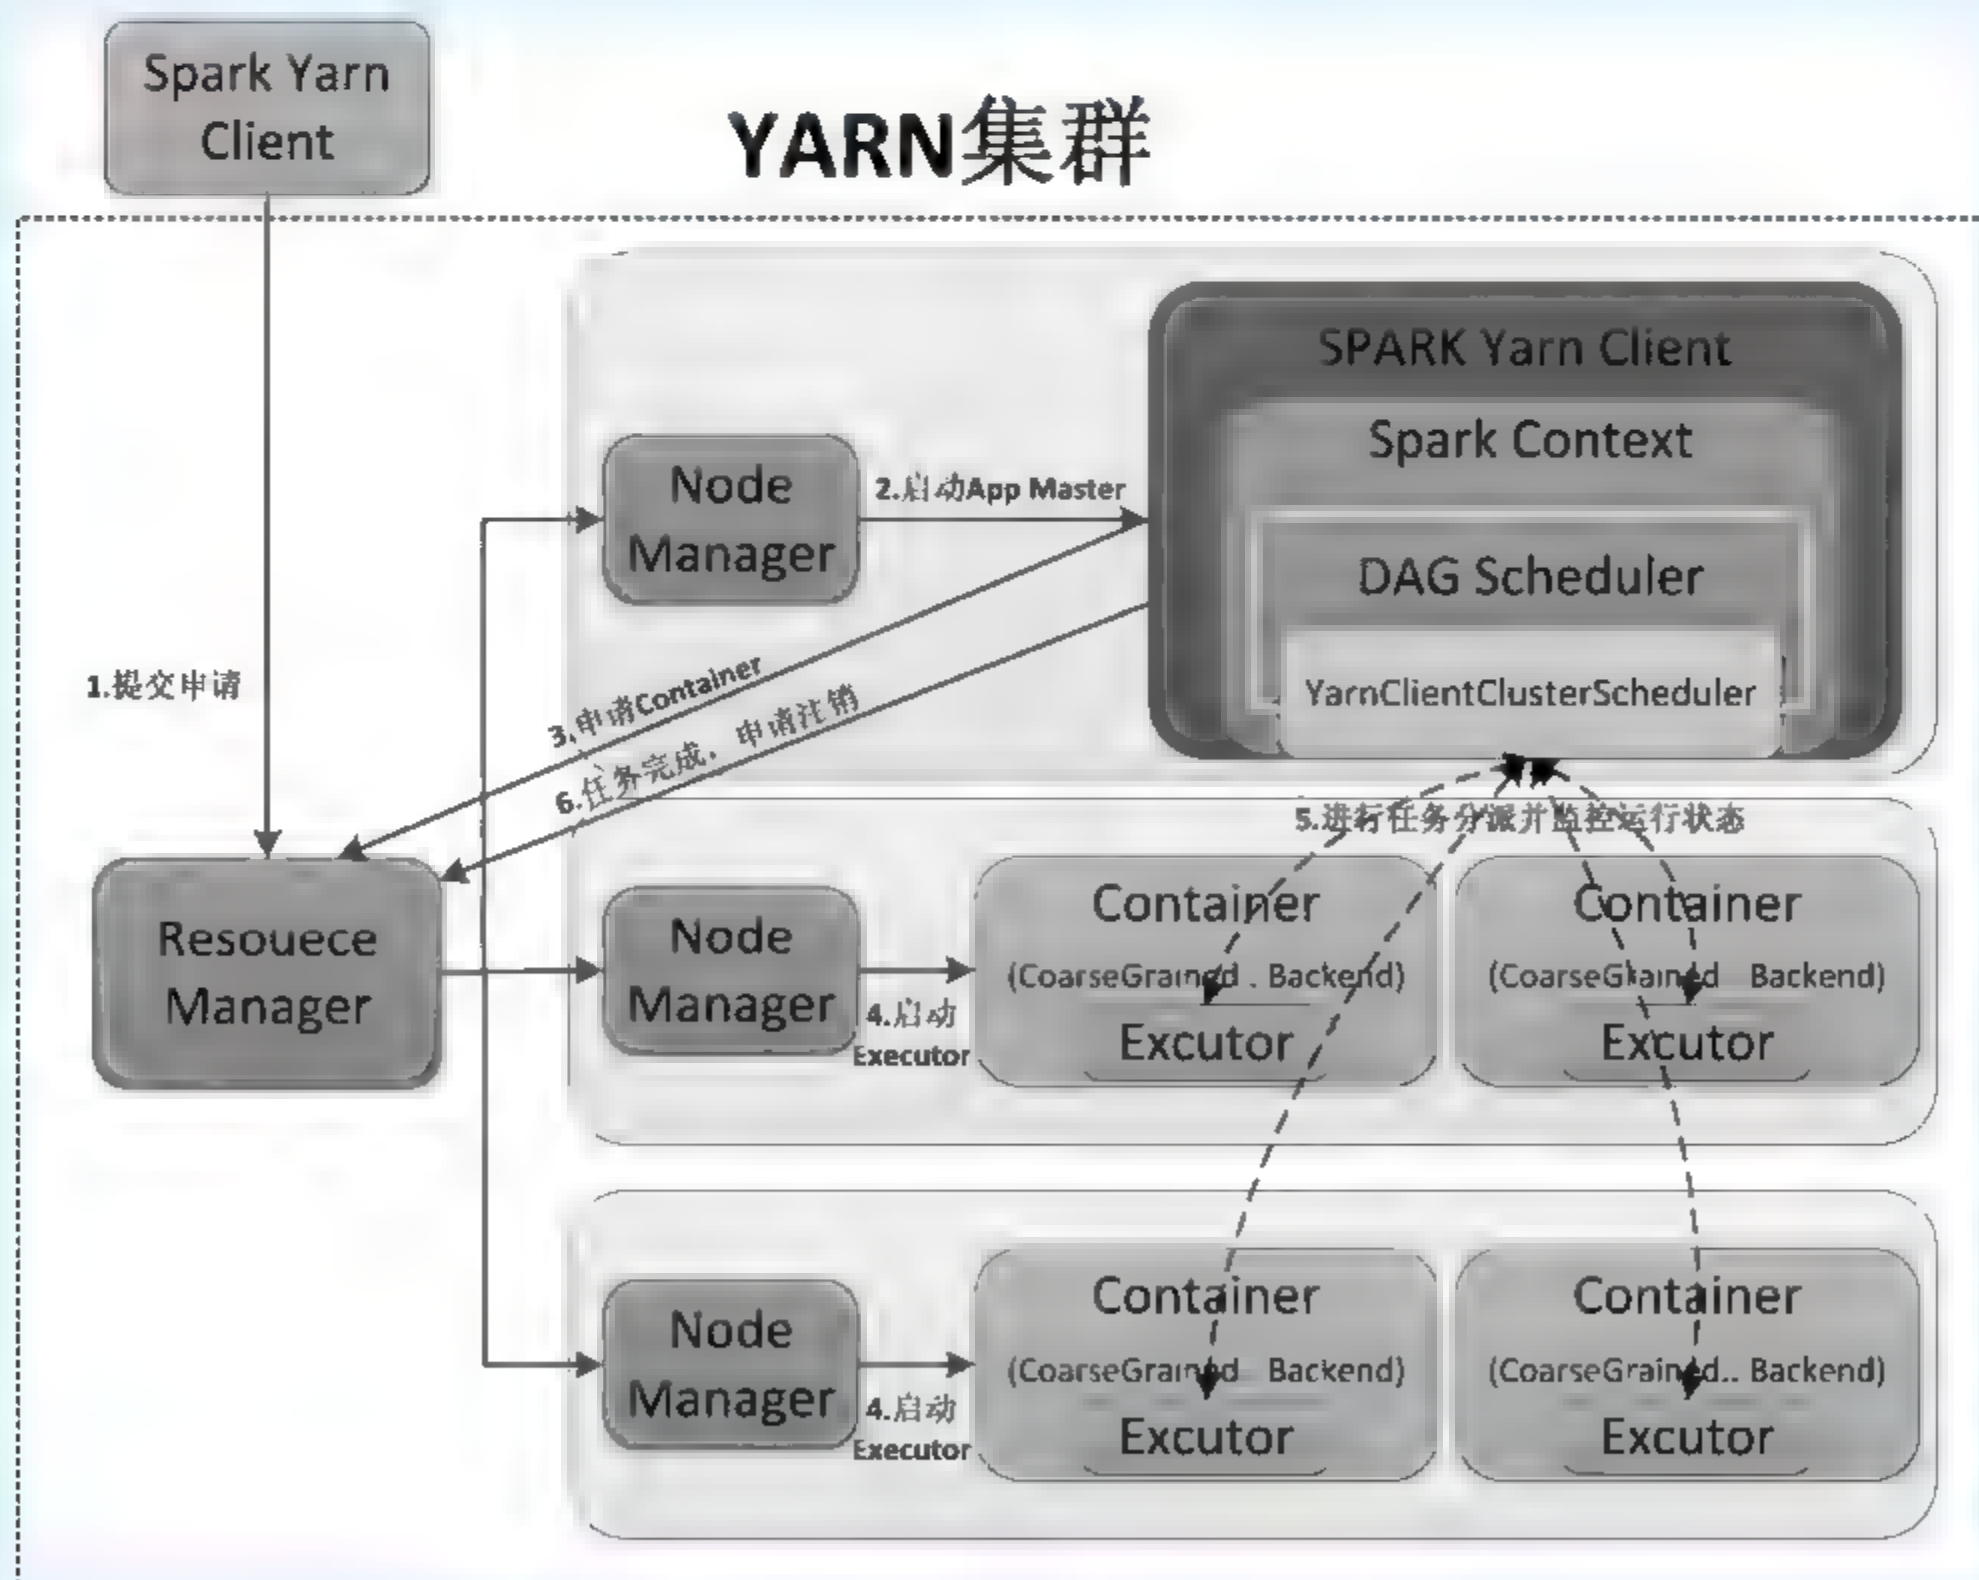 Spark Yarn
Client
YARN集群
SPARK Yarn Client
Spark Context
Node
Manager
2.启动App Master
DAG Scheduler
YarnClientClusterScheduler
1.提交申请
3.申请Container
6.任务完成，申请注销
5.进行任务分派并监控运行状态
Resouece
Manager
Node
Manager
4.启动
Executor
Container
(CoarseGrained . Backend)
Excutor
Container
(CoarseGrained Backend)
Excutor
Node
Manager
4.启动
Executor
Container
(CoarseGrained Backend)
Excutor
Container
(CoarseGrained.. Backend)
Excutor